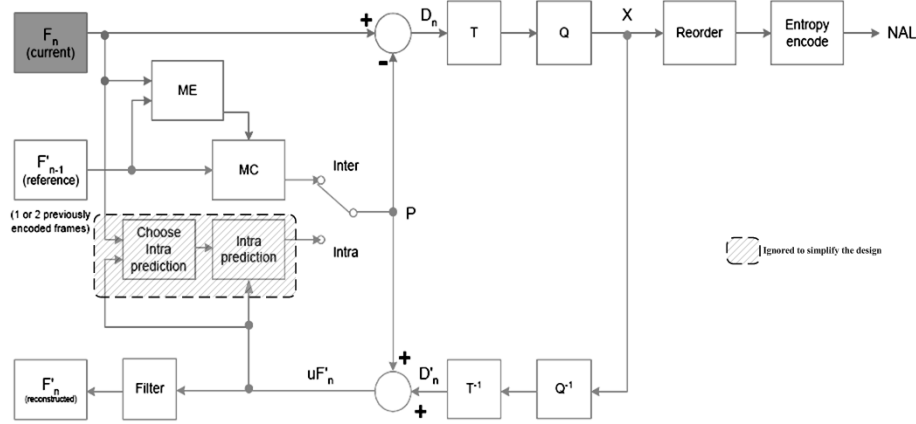 Fn
(current)
+
Dn
T
Q
X
Reorder
Entropy
encode
NAL
-
ME
F'n-1
(reference)
MC
Inter
(1 or 2 previously
encoded frames)
P
Choose
Intra
prediction
Intra
prediction
Intra
Ignored to simplify the design
F'n
(reconstructed)
Filter
uF'n
+
+
D'n
T-1
Q-1